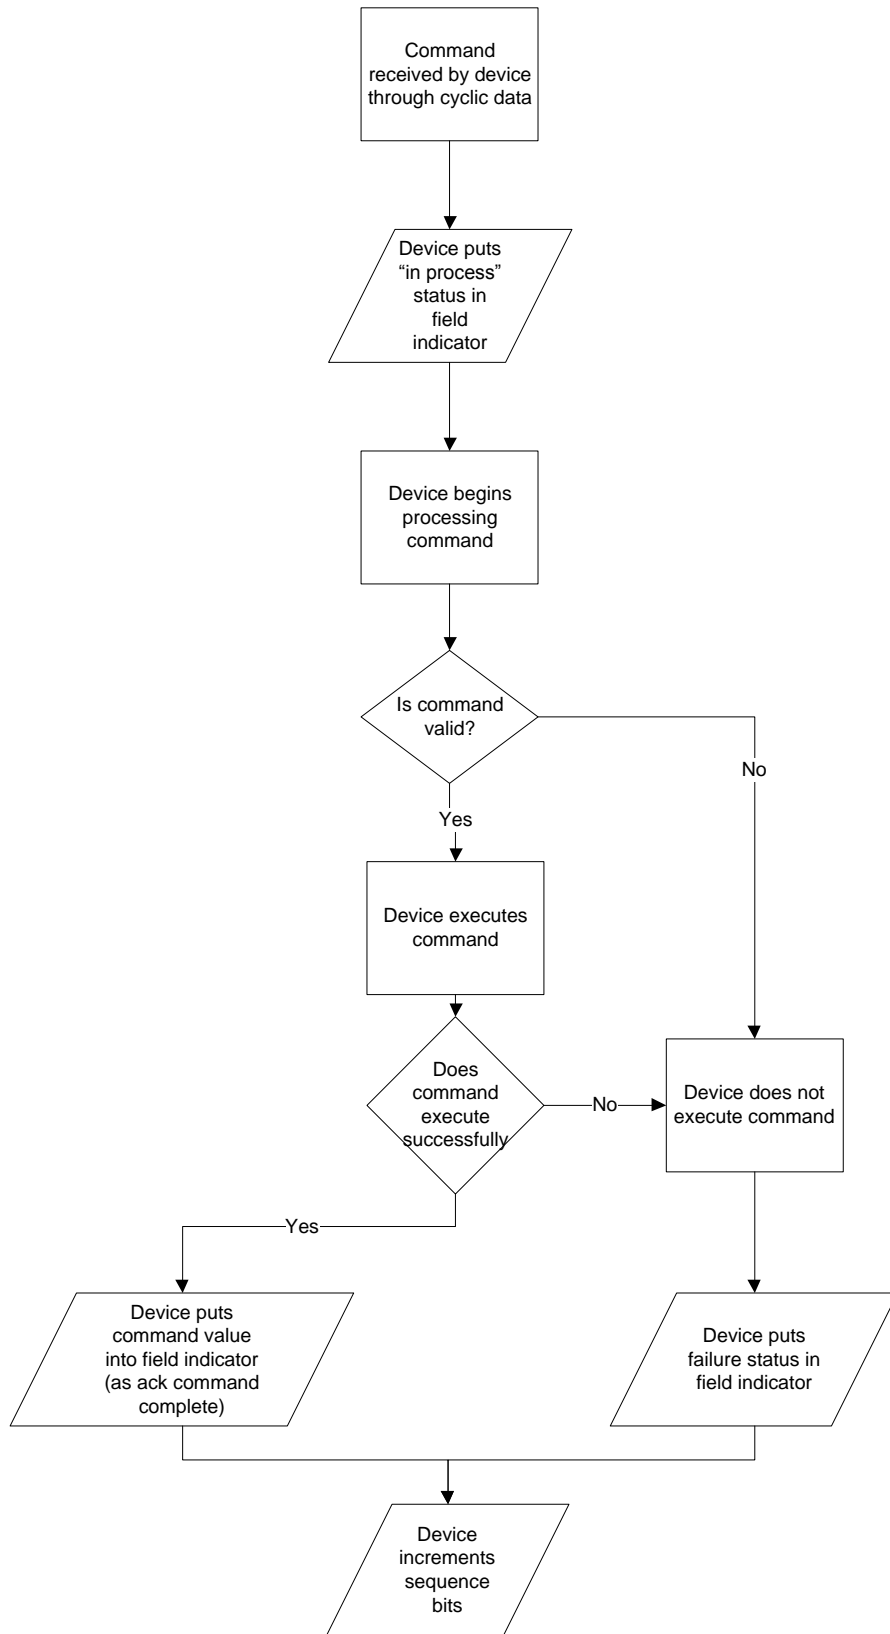 Command
received by device
through cyclic data
Device puts
“in process”
status in
field
indicator
Device begins
processing
command
Is command
valid?
No
Yes
Device executes
command
Does
command
execute
successfully
No
Device does not
execute command
Yes
Device puts
command value
into field indicator
(as ack command
complete)
Device puts
failure status in
field indicator
Device
increments
sequence
bits